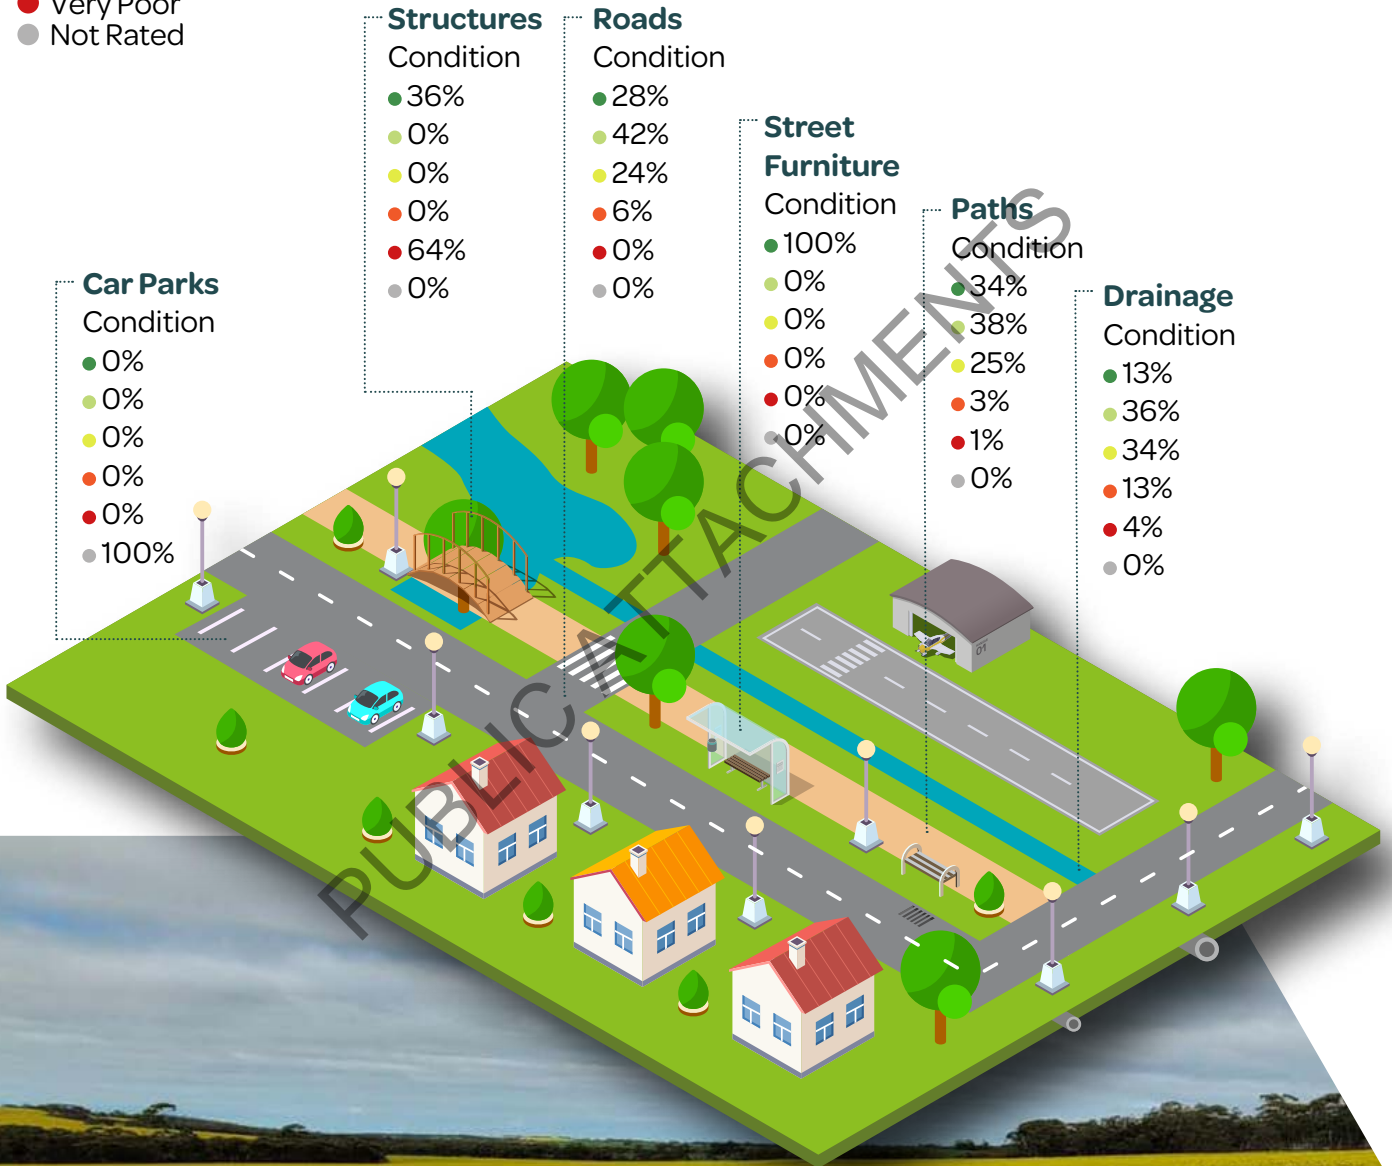 Very Poor
Not Rated
Structures
Condition
36%
0%
0%
0%
64%
0%
Roads
Condition
28%
42%
24%
6%
0%
0%
Street
Furniture
Condition
100%
0%
0%
0%
0%
0%
Paths
Condition
34%
38%
25%
3%
1%
0%
Drainage
Condition
13%
36%
34%
13%
4%
0%
Car Parks
Condition
0%
0%
0%
0%
0%
100%
01
PUBLIC ATTACHMENTS